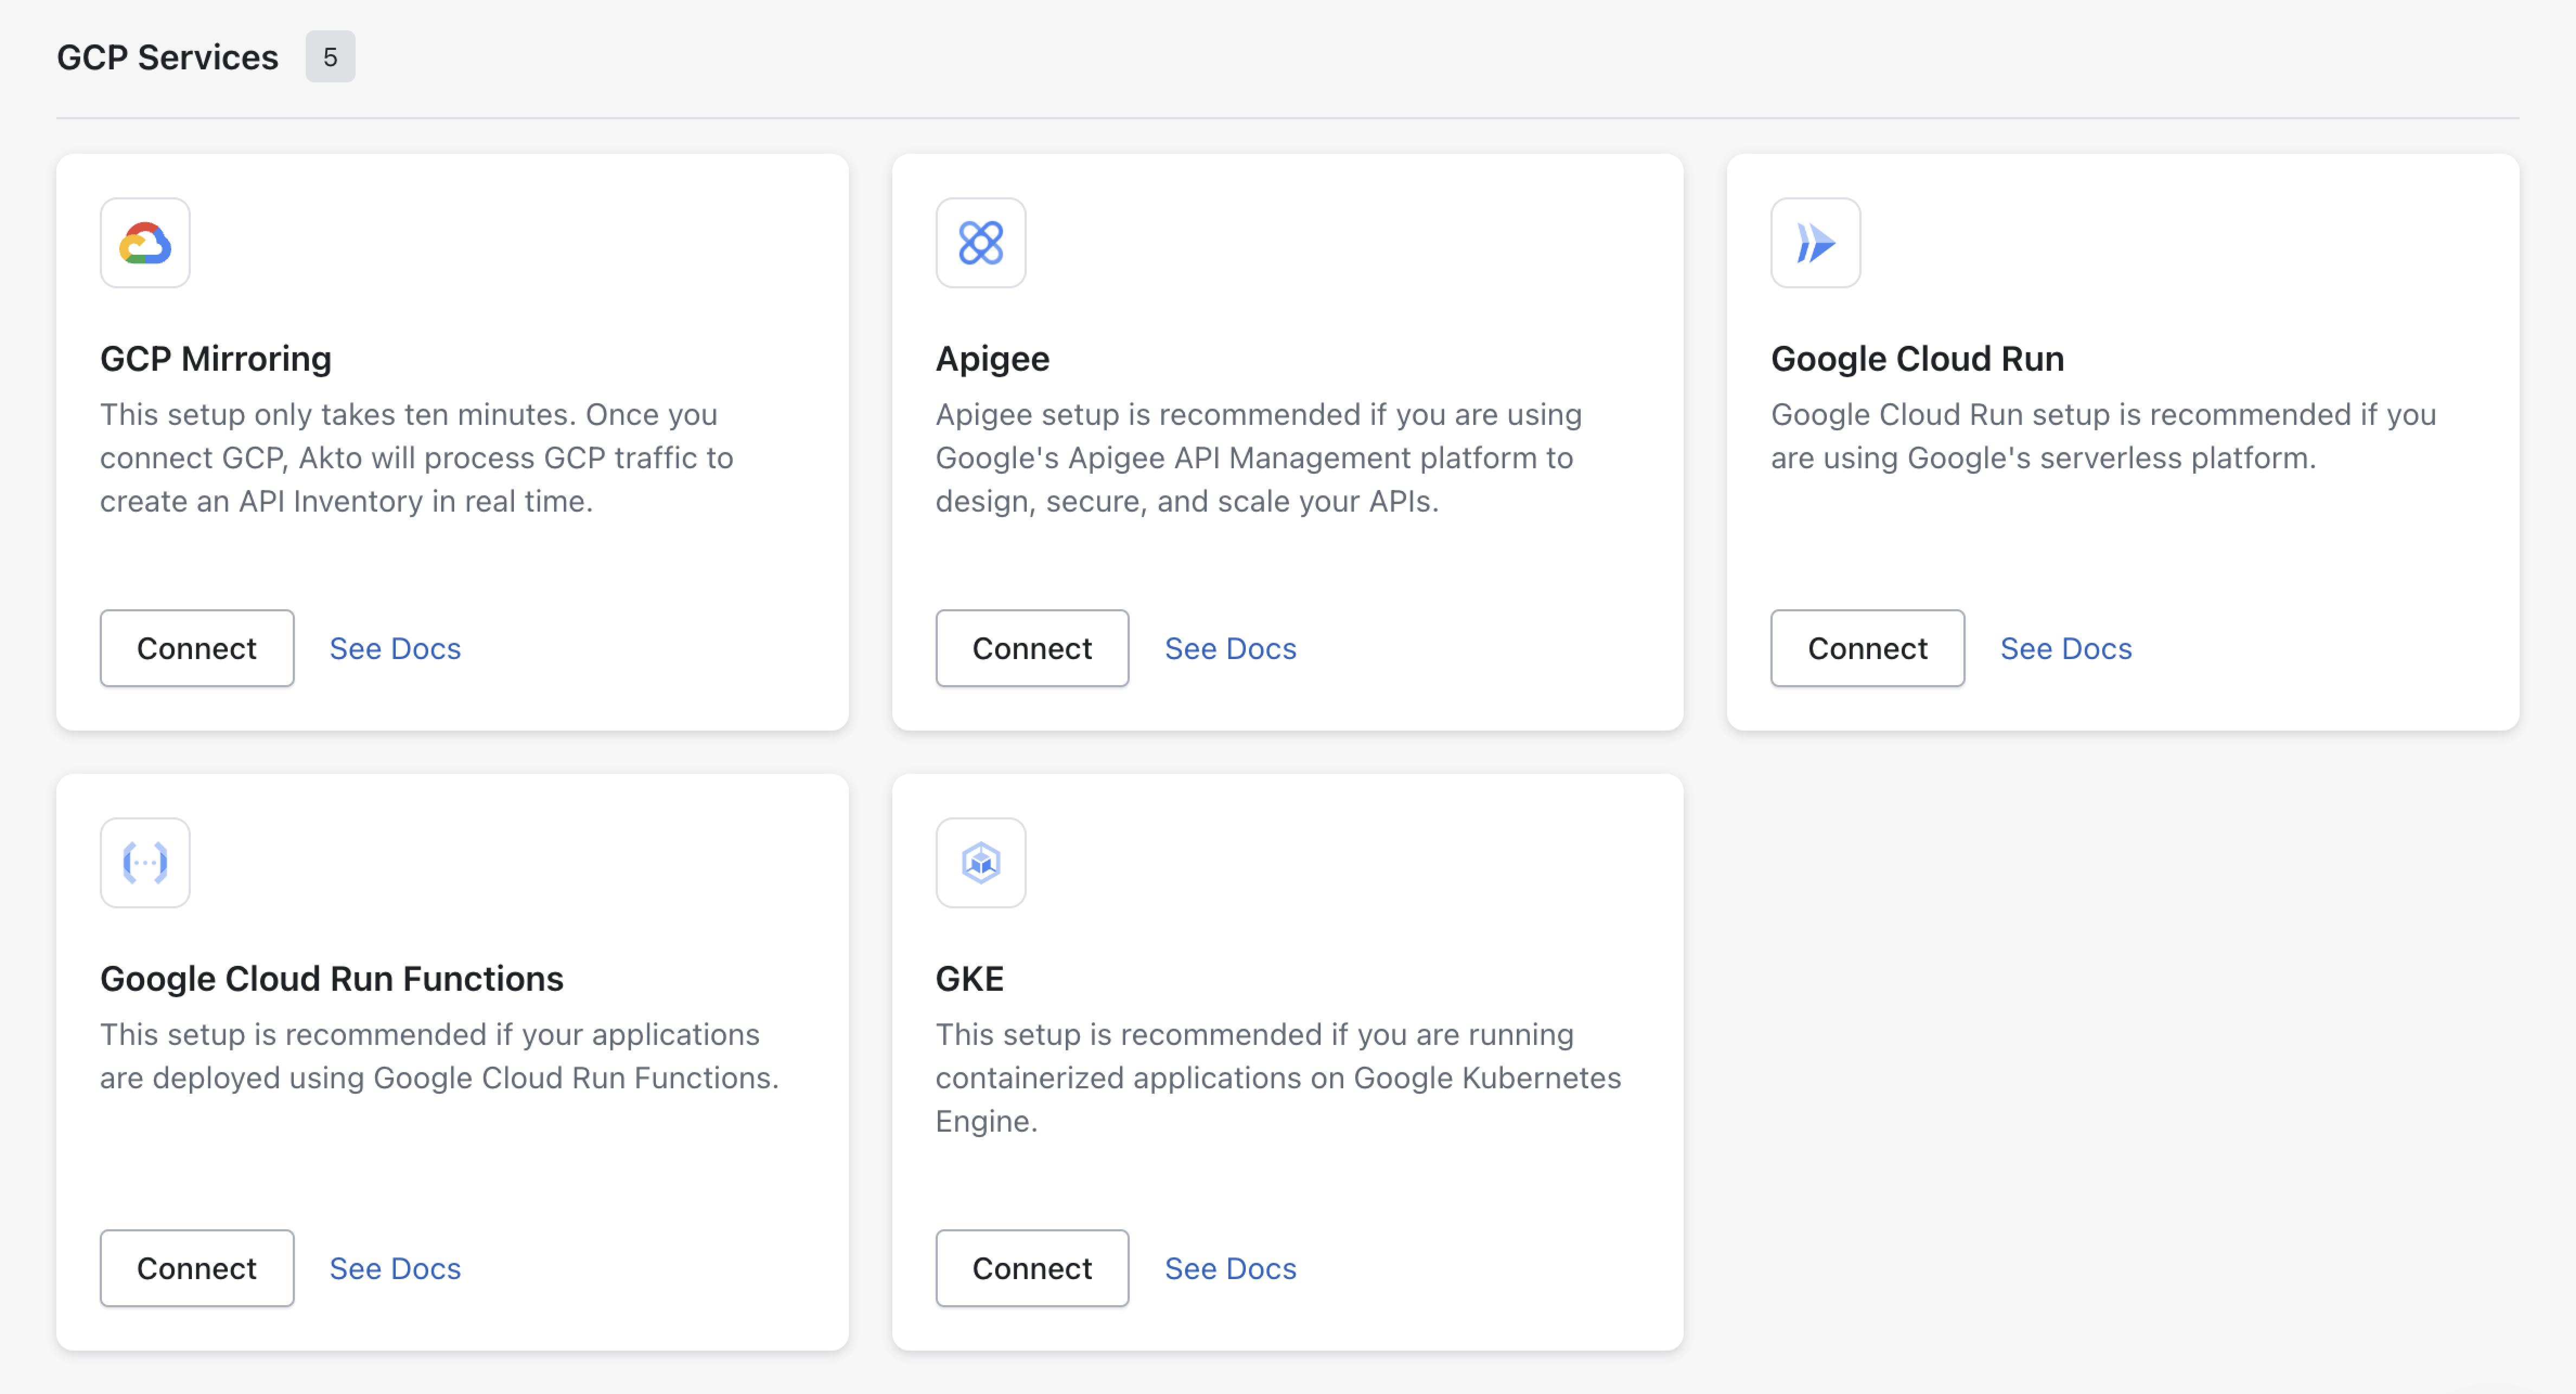 GCP Services 5
GCP Mirroring
This setup only takes ten minutes. Once you
connect GCP, Akto will process GCP traffic to
create an API Inventory in real time.
Connect See Docs
Apigee
Apigee setup is recommended if you are using
Google's Apigee API Management platform to
design, secure, and scale your APIs.
Connect See Docs
Google Cloud Run
Google Cloud Run setup is recommended if you
are using Google's serverless platform.
Connect See Docs
Google Cloud Run Functions
This setup is recommended if your applications
are deployed using Google Cloud Run Functions.
Connect See Docs
GKE
This setup is recommended if you are running
containerized applications on Google Kubernetes
Engine.
Connect See Docs